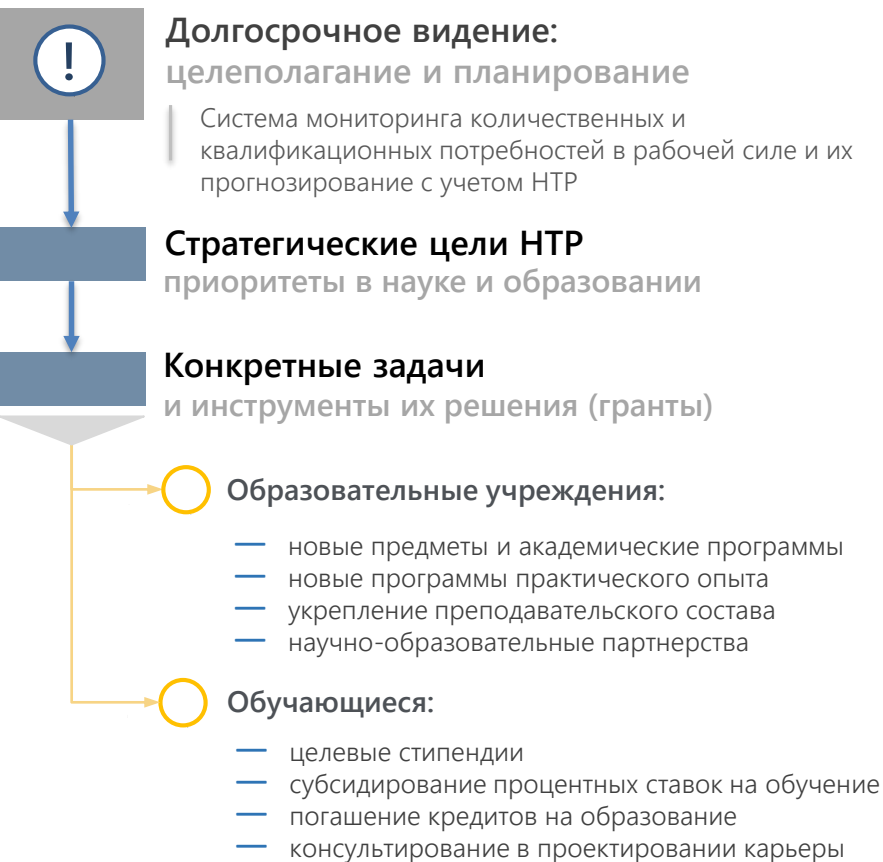 !
Долгосрочное видение:
целеполагание и планирование
Система мониторинга количественных и
квалификационных потребностей в рабочей силе и их
прогнозирование с учетом НТР
Стратегические цели НТР
приоритеты в науке и образовании
Конкретные задачи
и инструменты их решения (гранты)
Образовательные учреждения:
— новые предметы и академические программы
— новые программы практического опыта
— укрепление преподавательского состава
— научно-образовательные партнерства
Обучающиеся:
— целевые стипендии
— субсидирование процентных ставок на обучение
— погашение кредитов на образование
— консультирование в проектировании карьеры